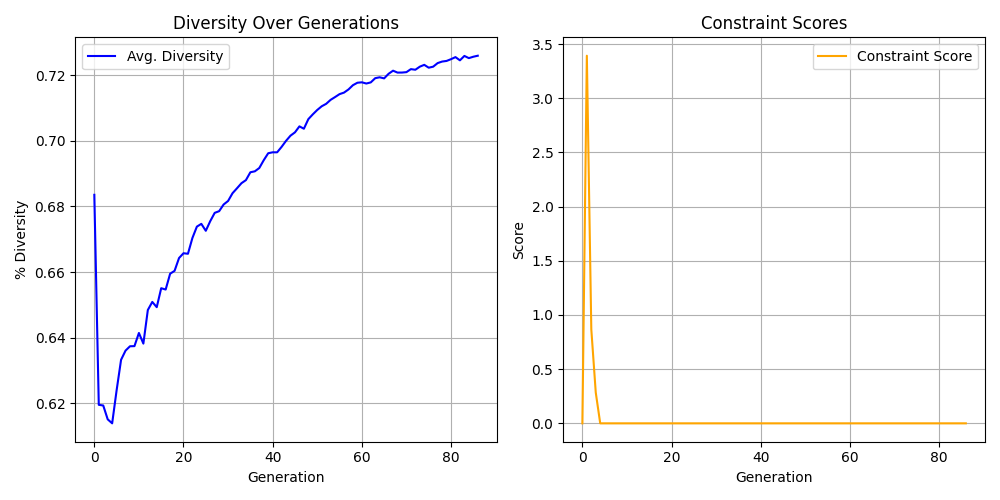 Diversity Over Generations
Avg. Diversity
% Diversity
0.72
0.70
0.68
0.66
0.64
0.62
0 20 40 60 80
Generation
Constraint Scores
Constraint Score
Score
3.5
3.0
2.5
2.0
1.5
1.0
0.5
0.0
0 20 40 60 80
Generation